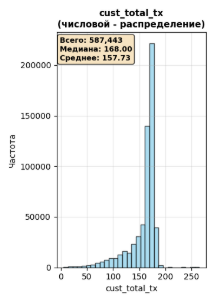 cust_total_tx
(числовой - распределение)
Всего: 587,443
Медиана: 168.00
Среднее: 157.73
Частота
200000
150000
100000
50000
0
0 50 100 150 200 250
cust_total_tx